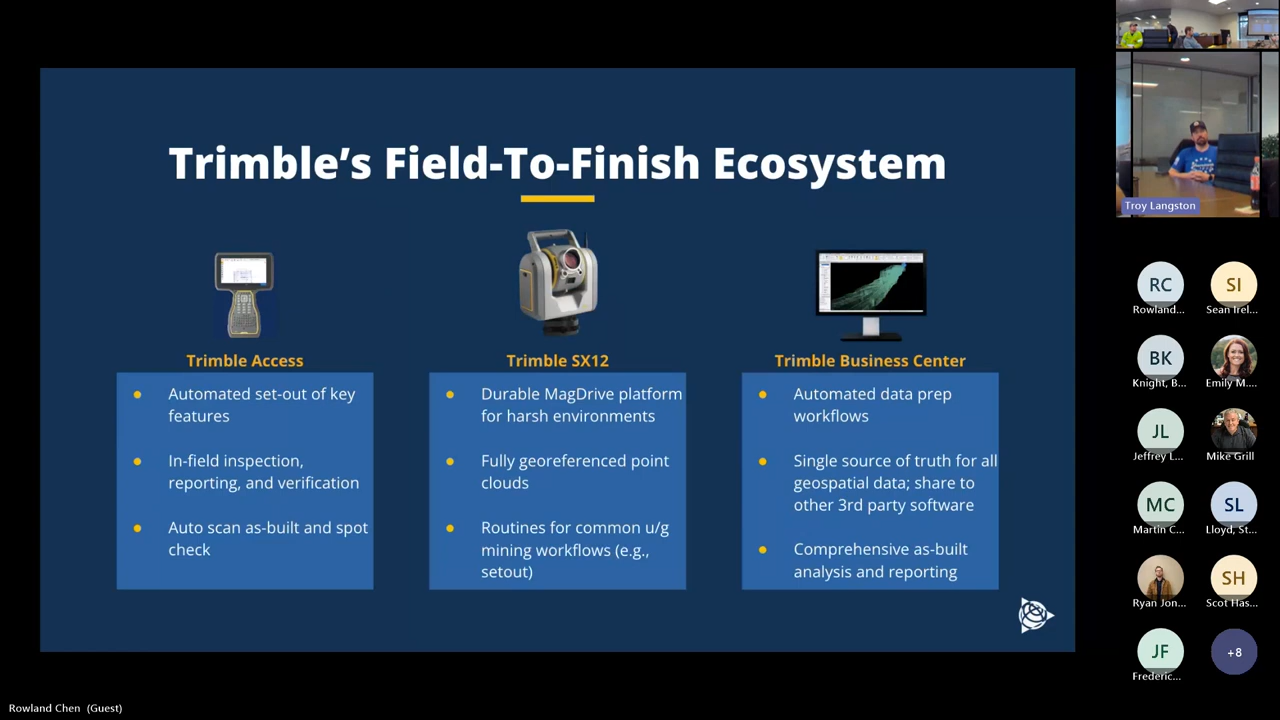 Trimble’s Field-To-Finish Ecosystem
Trimble Access
Automated set-out of key
features
In-field inspection,
reporting, and verification
Auto scan as-built and spot
check
Trimble SX12
Durable MagDrive platform
for harsh environments
Fully georeferenced point
clouds
Routines for common u/g
mining workflows (e.g.,
setout)
Trimble Business Center
Automated data prep
workflows
Single source of truth for all
geospatial data; share to
other 3rd party software
Comprehensive as-built
analysis and reporting
Troy Langston
RC
Rowland...
SI
Sean Irel...
BK
Knight, B...
Emily M....
JL
Jeffrey L...
Mike Grill
MC
Martin C...
SL
Lloyd, St...
Ryan Jon...
SH
Scot Has...
JF
Frederic...
+8
Rowland Chen (Guest)